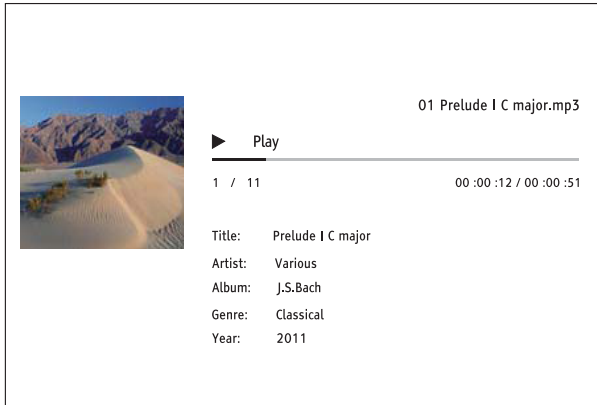 01 Prelude I C major.mp3
Play
1 / 11 00 :00 :12 / 00 :00 :51
Title: Prelude I C major
Artist: Various
Album: J.S.Bach
Genre: Classical
Year: 2011